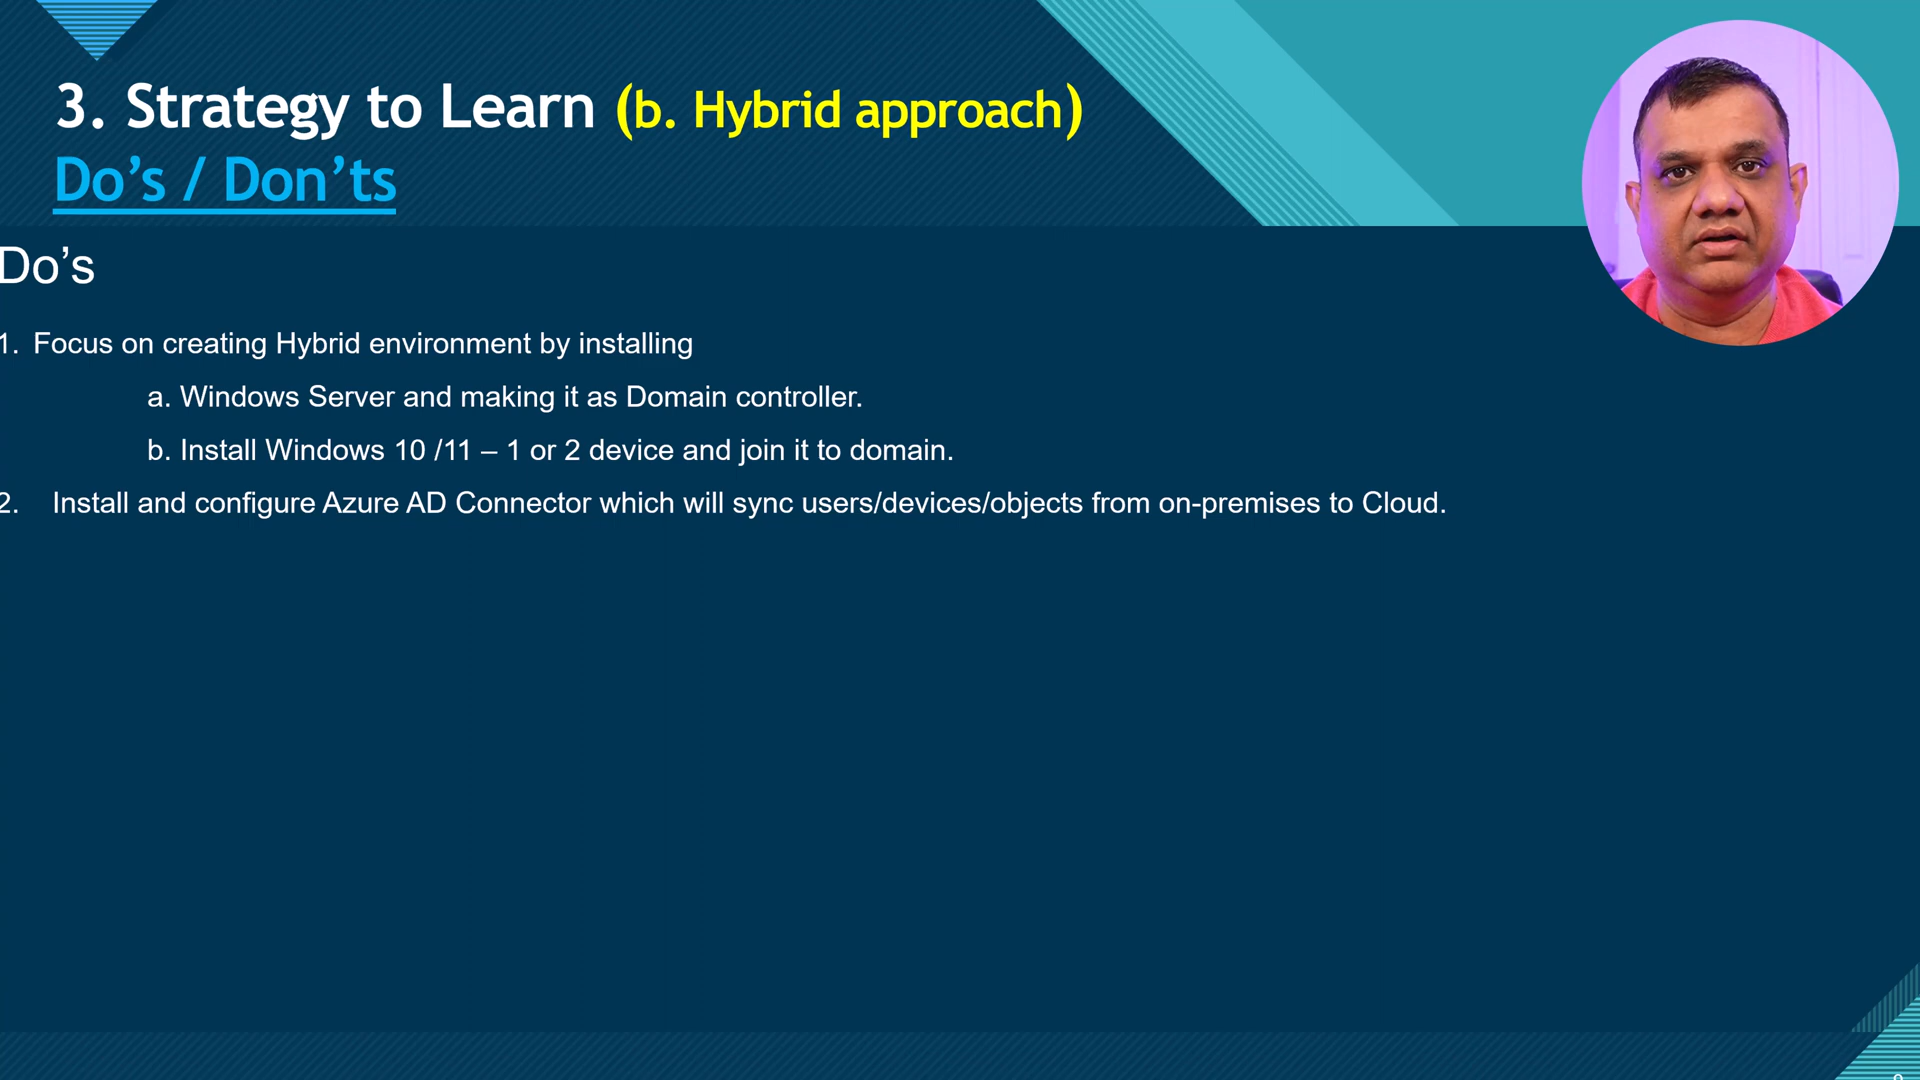 3. Strategy to Learn (b. Hybrid approach)
Do’s / Don’ts
Do’s
1. Focus on creating Hybrid environment by installing
a. Windows Server and making it as Domain controller.
b. Install Windows 10 /11 – 1 or 2 device and join it to domain.
2. Install and configure Azure AD Connector which will sync users/devices/objects from on-premises to Cloud.